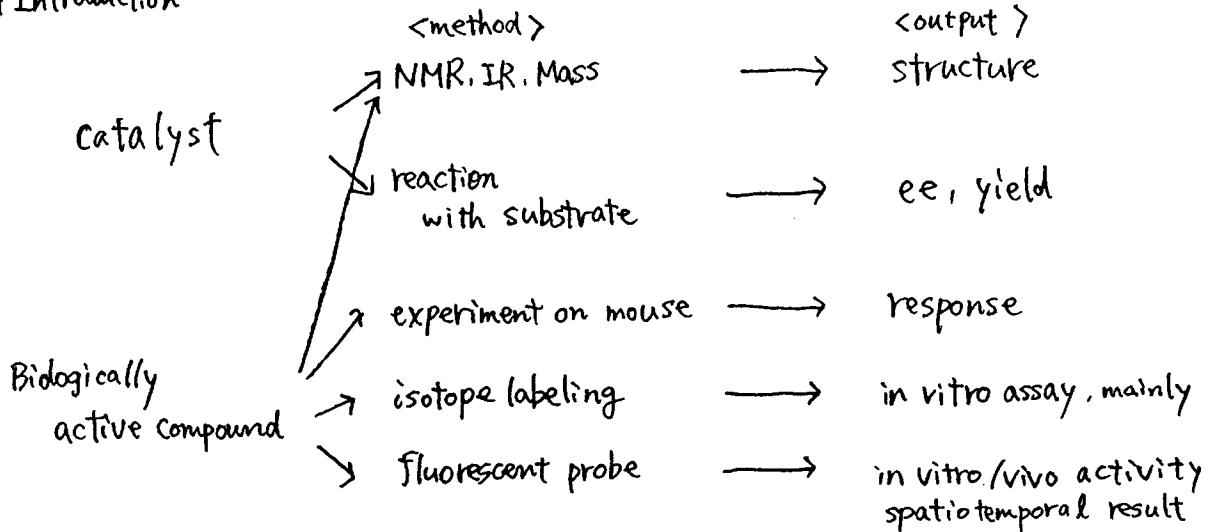 Introduction
<method>
<output>
NMR, IR, Mass
structure
catalyst
reaction
with substrate
ee, yield
experiment on mouse
response
Biologically
active compound
isotope labeling
in vitro assay, mainly
fluorescent probe
in vitro/vivo activity
spatiotemporal result